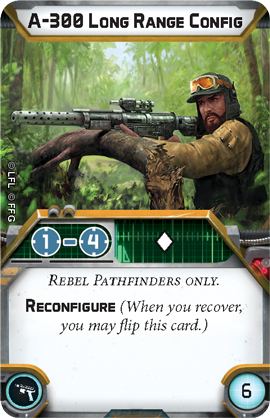 A-300 Long Range Config
© LFL © FFG
1 – 4
Rebel Pathfinders only.
Reconfigure (When you recover,
you may flip this card.)
6